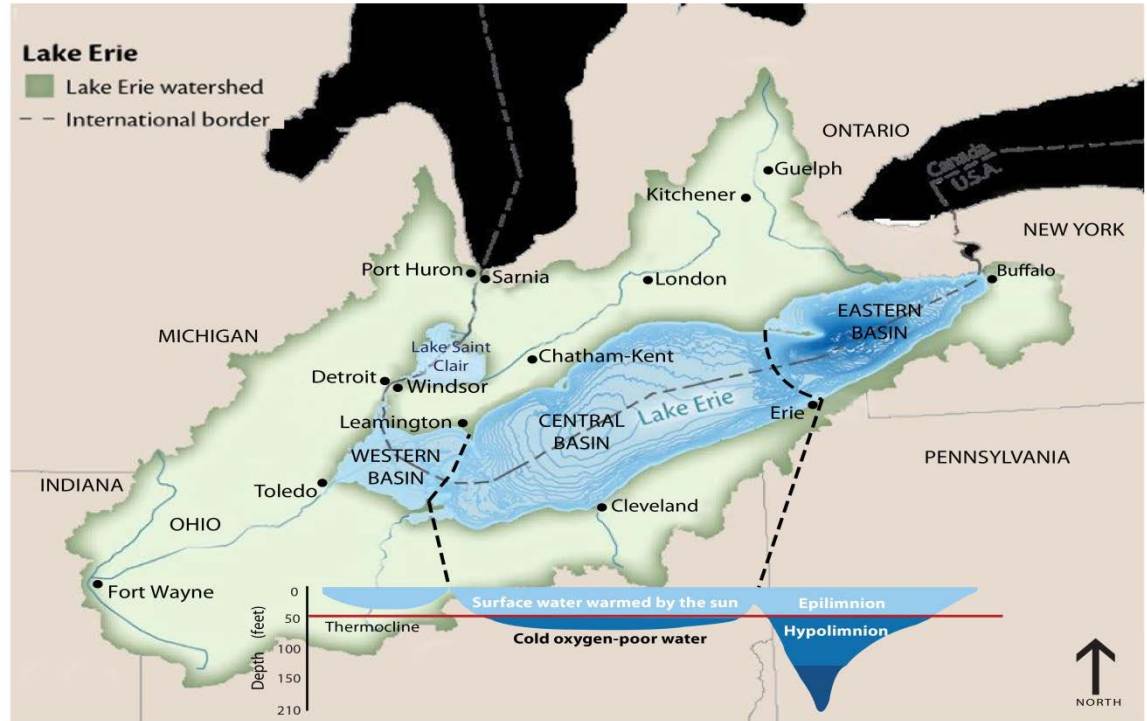 Lake Erie
Lake Erie watershed
International border
ONTARIO
Canada
U.S.A.
Guelph
Kitchener
NEW YORK
Port Huron
Sarnia
London
Buffalo
EASTERN
BASIN
MICHIGAN
Lake Saint
Clair
Chatham-Kent
Detroit
Windsor
Lake Erie
Erie
Leamington
CENTRAL
BASIN
WESTERN
BASIN
PENNSYLVANIA
INDIANA
Toledo
Cleveland
OHIO
Fort Wayne
0
Surface water warmed by the sun
Epilimnion
50
Thermocline
Cold oxygen-poor water
Hypolimnion
100
150
210
Depth (feet)
NORTH